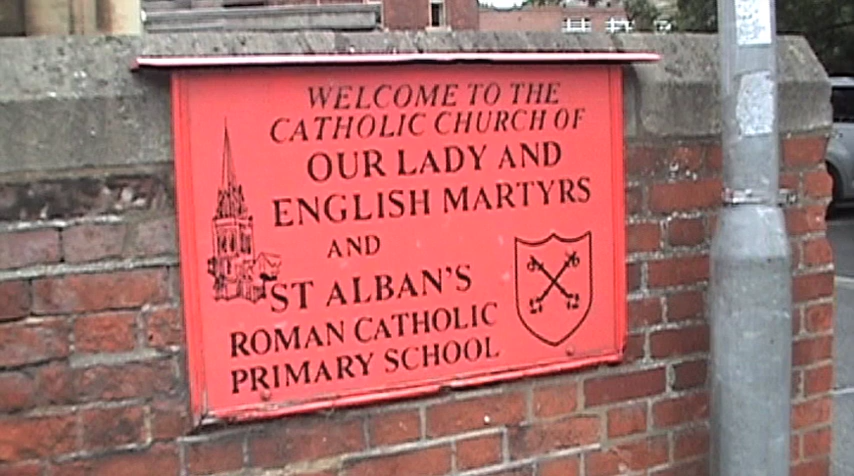 WELCOME TO THE
CATHOLIC CHURCH OF
OUR LADY AND
ENGLISH MARTYRS
AND
ST ALBAN'S
ROMAN CATHOLIC
PRIMARY SCHOOL